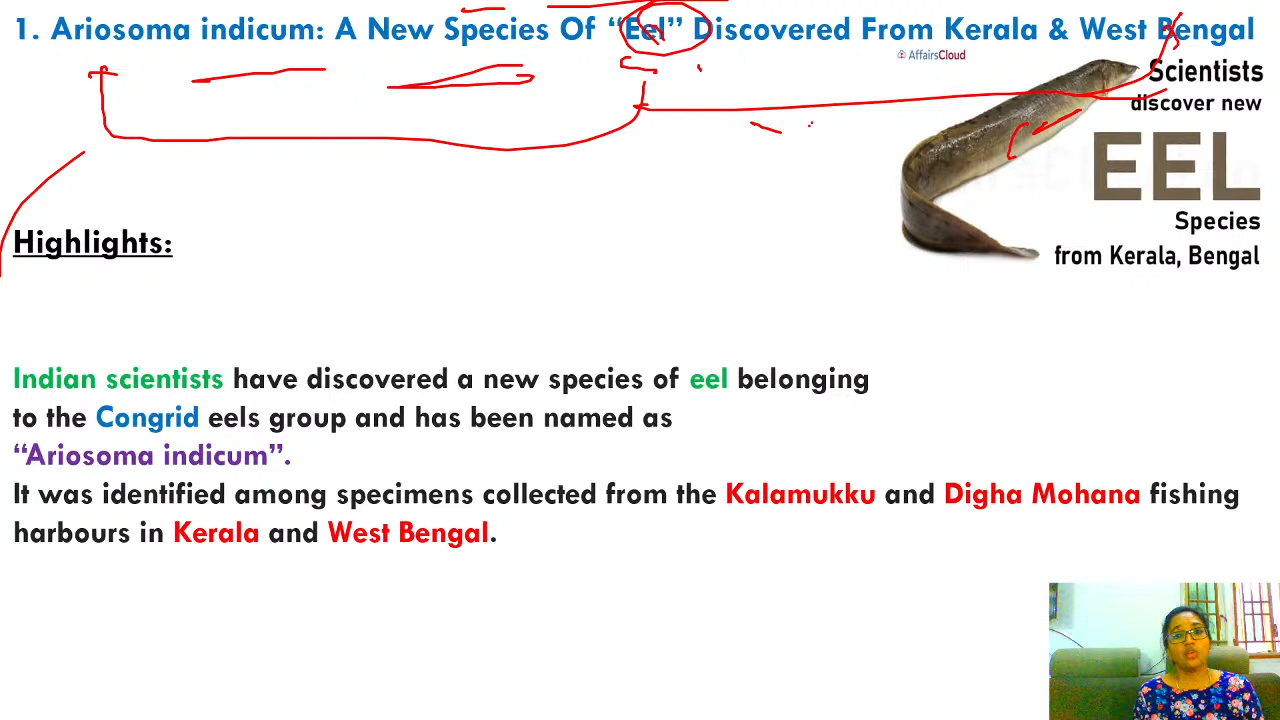 1. Ariosoma indicum: A New Species Of “Eel” Discovered From Kerala & West Bengal
AffairsCloud
Scientists
discover new
EEL
Species
from Kerala, Bengal
Highlights:
Indian scientists have discovered a new species of eel belonging
to the Congrid eels group and has been named as
“Ariosoma indicum”.
It was identified among specimens collected from the Kalamukku and Digha Mohana fishing
harbours in Kerala and West Bengal.